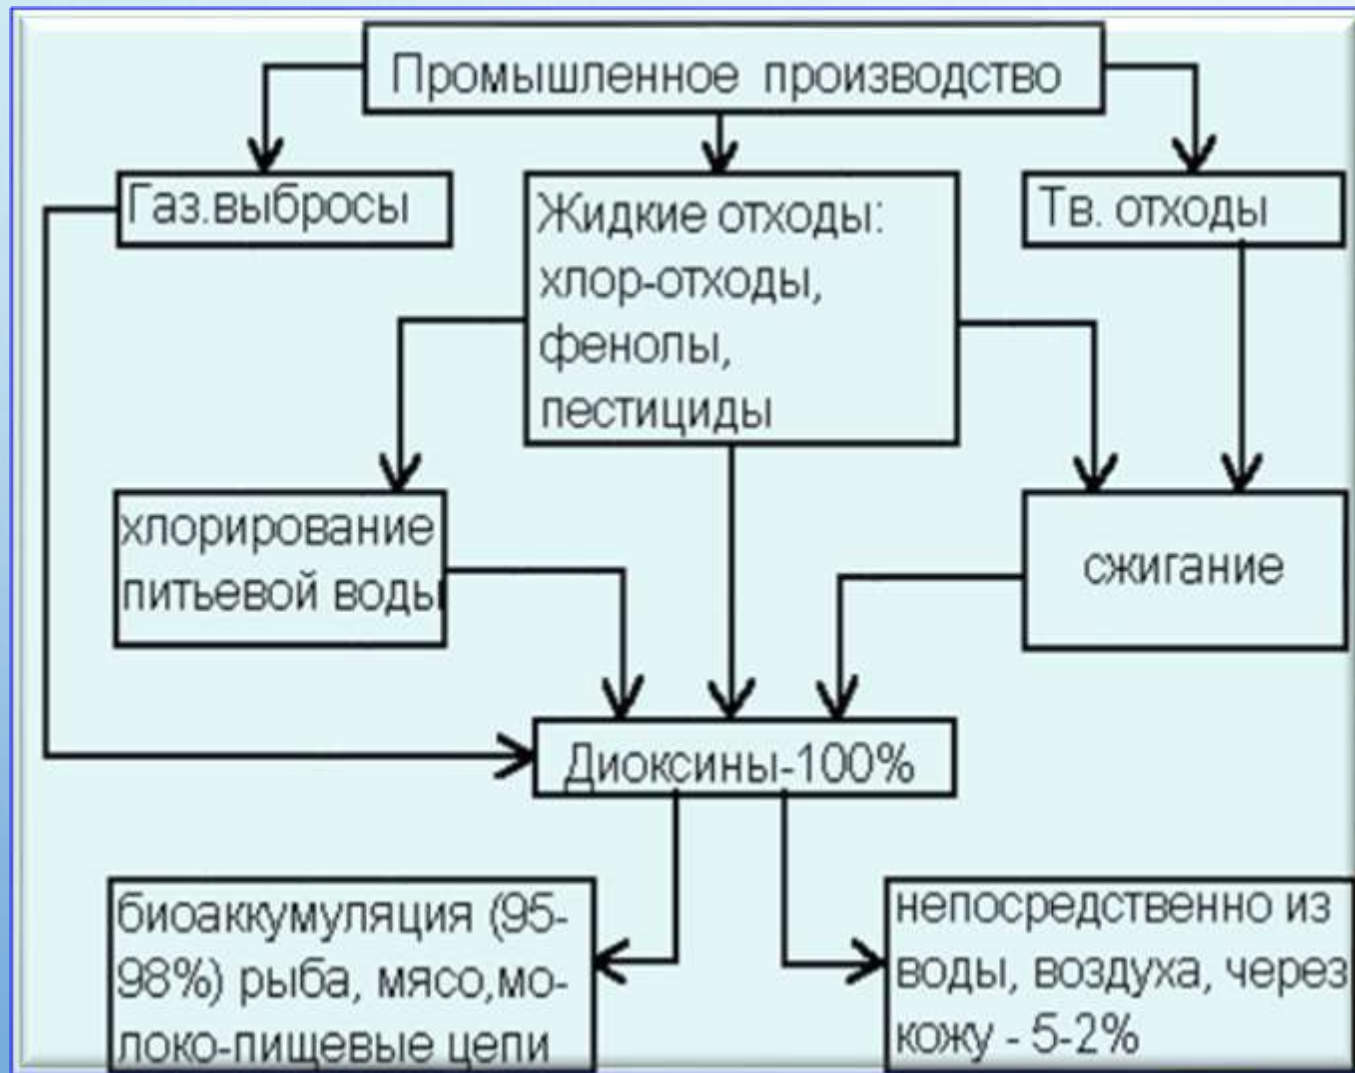 Промышленное производство
Газ.выбросы
Жидкие отходы:
хлор-отходы,
фенолы,
пестициды
Тв. отходы
хлорирование
питьевой воды
сжигание
Диоксины-100%
биоаккумуляция (95-
98%) рыба, мясо,мо-
локо-пищевые цепи
непосредственно из
воды, воздуха, через
кожу - 5-2%